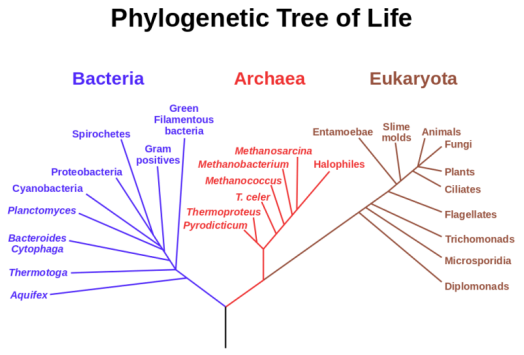 Phylogenetic Tree of Life
Bacteria
Archaea
Eukaryota
Green
Filamentous
bacteria
Spirochetes
Gram
positives
Proteobacteria
Cyanobacteria
Planctomyces
Bacteroides
Cytophaga
Thermotoga
Aquifex
Methanosarcina
Methanobacterium
Halophiles
Methanococcus
T. celer
Thermoproteus
Pyrodicticum
Entamoebae
Slime
molds
Animals
Fungi
Plants
Ciliates
Flagellates
Trichomonads
Microsporidia
Diplomonads